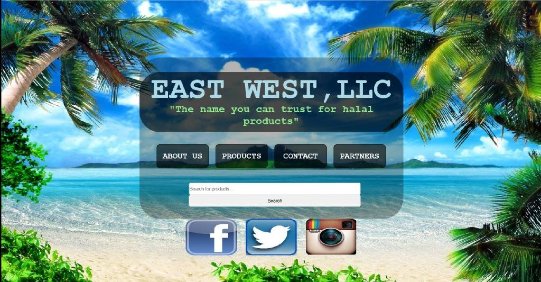 EAST WEST,LLC
"The name you can trust for halal
products"
ABOUT US PRODUCTS CONTACT PARTNERS
Search for products
Search
f